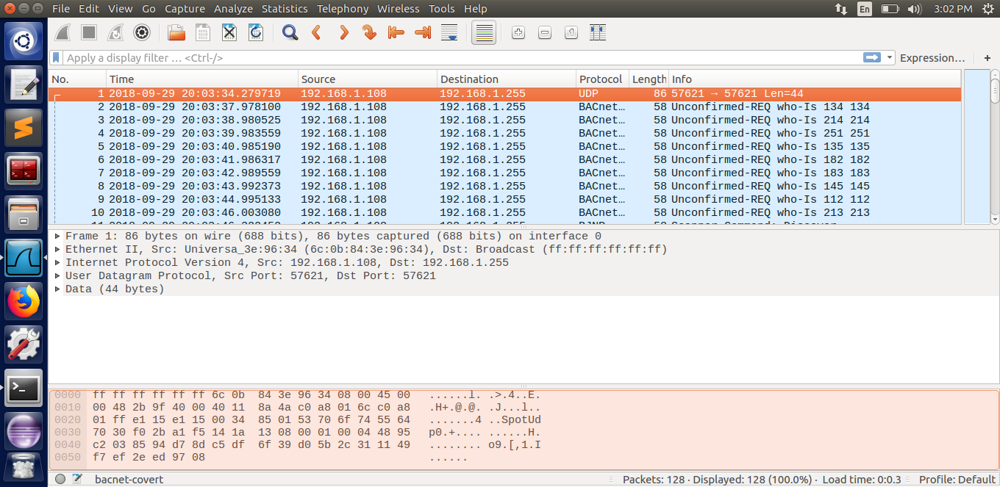 File Edit View Go Capture Analyze Statistics Telephony Wireless Tools Help En 3:02 PM
Apply a display filter … <Ctrl-/> Expression… +
No. Time Source Destination Protocol Length Info
1 2018-09-29 20:03:34.279719 192.168.1.108 192.168.1.255 UDP 86 57621 → 57621 Len=44
2 2018-09-29 20:03:37.978100 192.168.1.108 192.168.1.255 BACnet… 58 Unconfirmed-REQ who-Is 134 134
3 2018-09-29 20:03:38.980525 192.168.1.108 192.168.1.255 BACnet… 58 Unconfirmed-REQ who-Is 214 214
4 2018-09-29 20:03:39.983559 192.168.1.108 192.168.1.255 BACnet… 58 Unconfirmed-REQ who-Is 251 251
5 2018-09-29 20:03:40.985190 192.168.1.108 192.168.1.255 BACnet… 58 Unconfirmed-REQ who-Is 135 135
6 2018-09-29 20:03:41.986317 192.168.1.108 192.168.1.255 BACnet… 58 Unconfirmed-REQ who-Is 182 182
7 2018-09-29 20:03:42.989559 192.168.1.108 192.168.1.255 BACnet… 58 Unconfirmed-REQ who-Is 183 183
8 2018-09-29 20:03:43.992373 192.168.1.108 192.168.1.255 BACnet… 58 Unconfirmed-REQ who-Is 145 145
9 2018-09-29 20:03:44.995133 192.168.1.108 192.168.1.255 BACnet… 58 Unconfirmed-REQ who-Is 112 112
10 2018-09-29 20:03:46.003080 192.168.1.108 192.168.1.255 BACnet… 58 Unconfirmed-REQ who-Is 213 213
Frame 1: 86 bytes on wire (688 bits), 86 bytes captured (688 bits) on interface 0
Ethernet II, Src: Universa_3e:96:34 (6c:0b:84:3e:96:34), Dst: Broadcast (ff:ff:ff:ff:ff:ff)
Internet Protocol Version 4, Src: 192.168.1.108, Dst: 192.168.1.255
User Datagram Protocol, Src Port: 57621, Dst Port: 57621
Data (44 bytes)
0000 ff ff ff ff ff ff 6c 0b 84 3e 96 34 08 00 45 00 ......l. .>.4..E.
0010 00 48 2b 9f 40 00 40 11 8a 4a c0 a8 01 6c c0 a8 .H+.@.@. .J...l..
0020 01 ff e1 15 e1 15 00 34 85 01 53 70 6f 74 55 64 .......4 ..SpotUd
0030 70 30 f0 2b a1 f5 14 1a 13 08 00 01 00 04 48 95 p0.+.... ......H.
0040 c2 03 85 94 d7 8d c5 df 6f 39 d0 5b 2c 31 11 49 ........ o9.[,1.I
0050 f7 ef 2e ed 97 08 ......
bacnet-covert Packets: 128 · Displayed: 128 (100.0%) · Load time: 0:0.3 Profile: Default